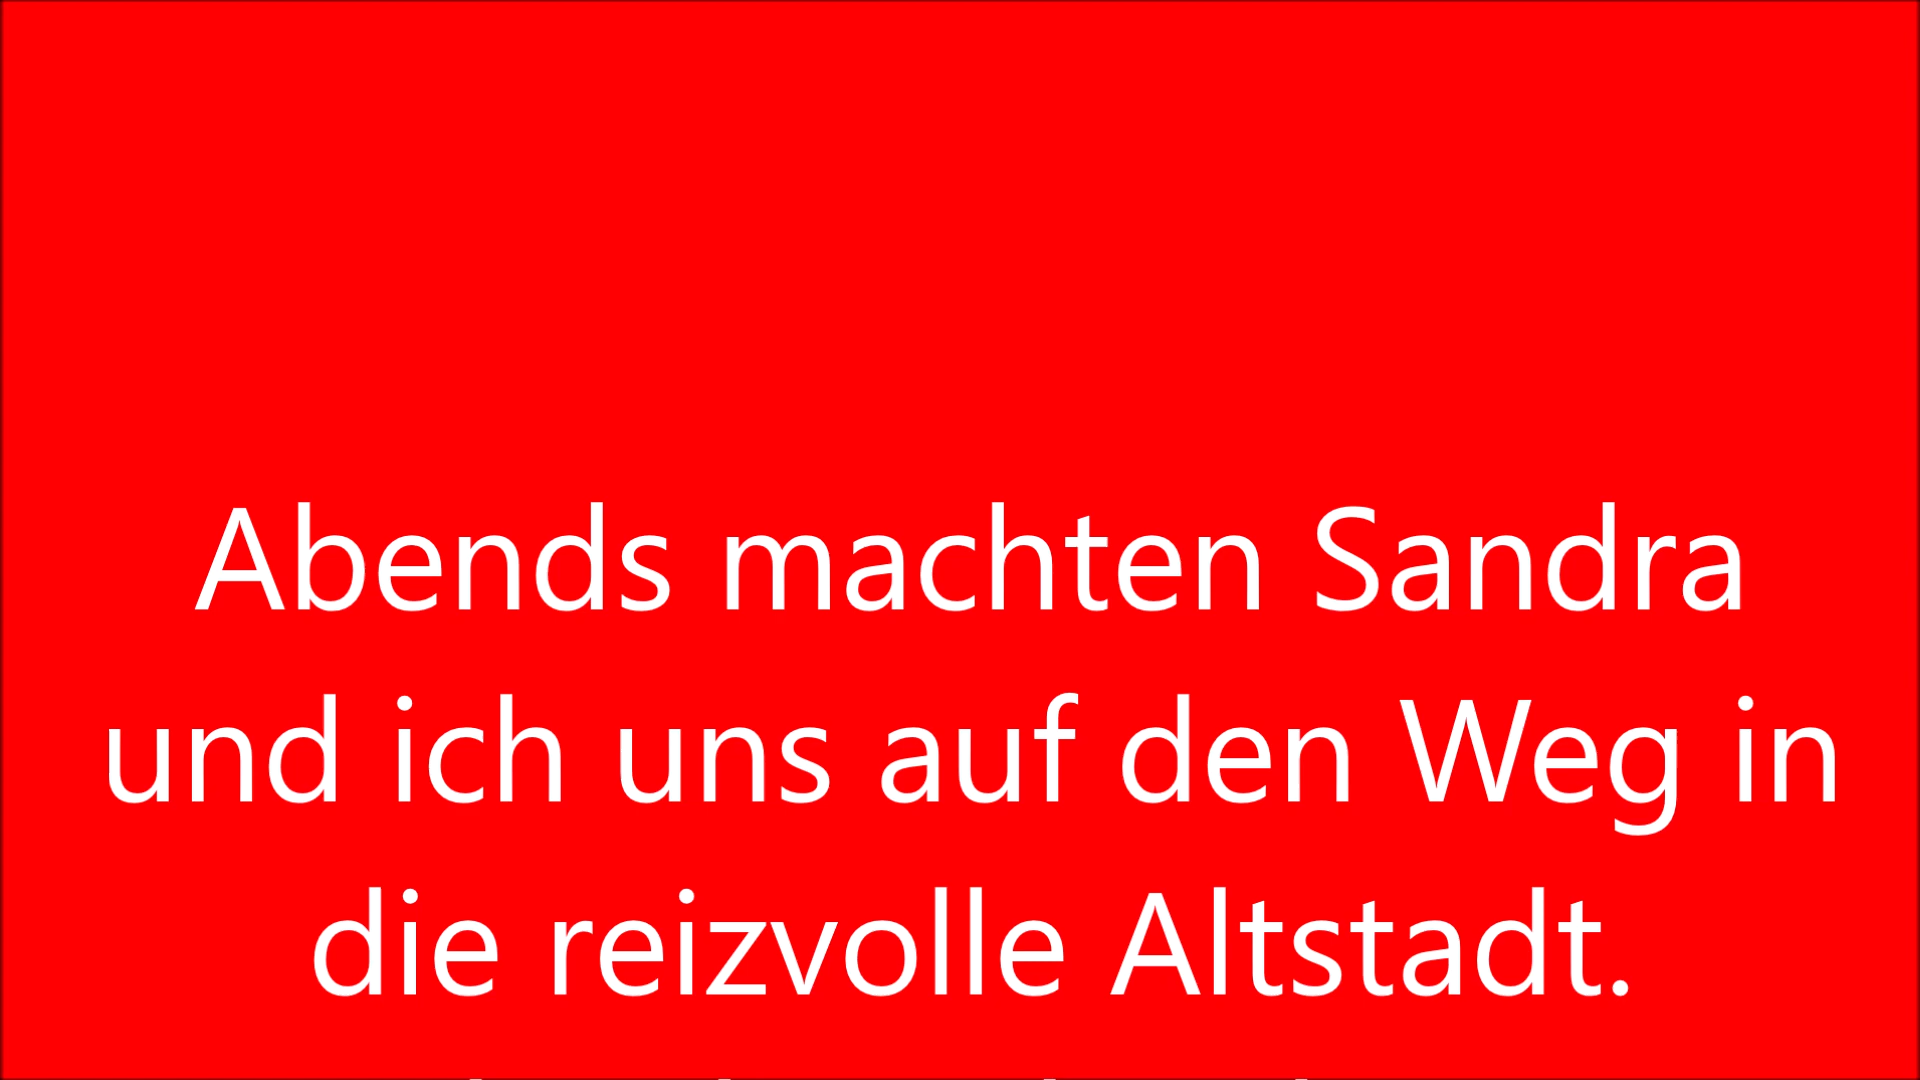 Abends machten Sandra
und ich uns auf den Weg in
die reizvolle Altstadt.